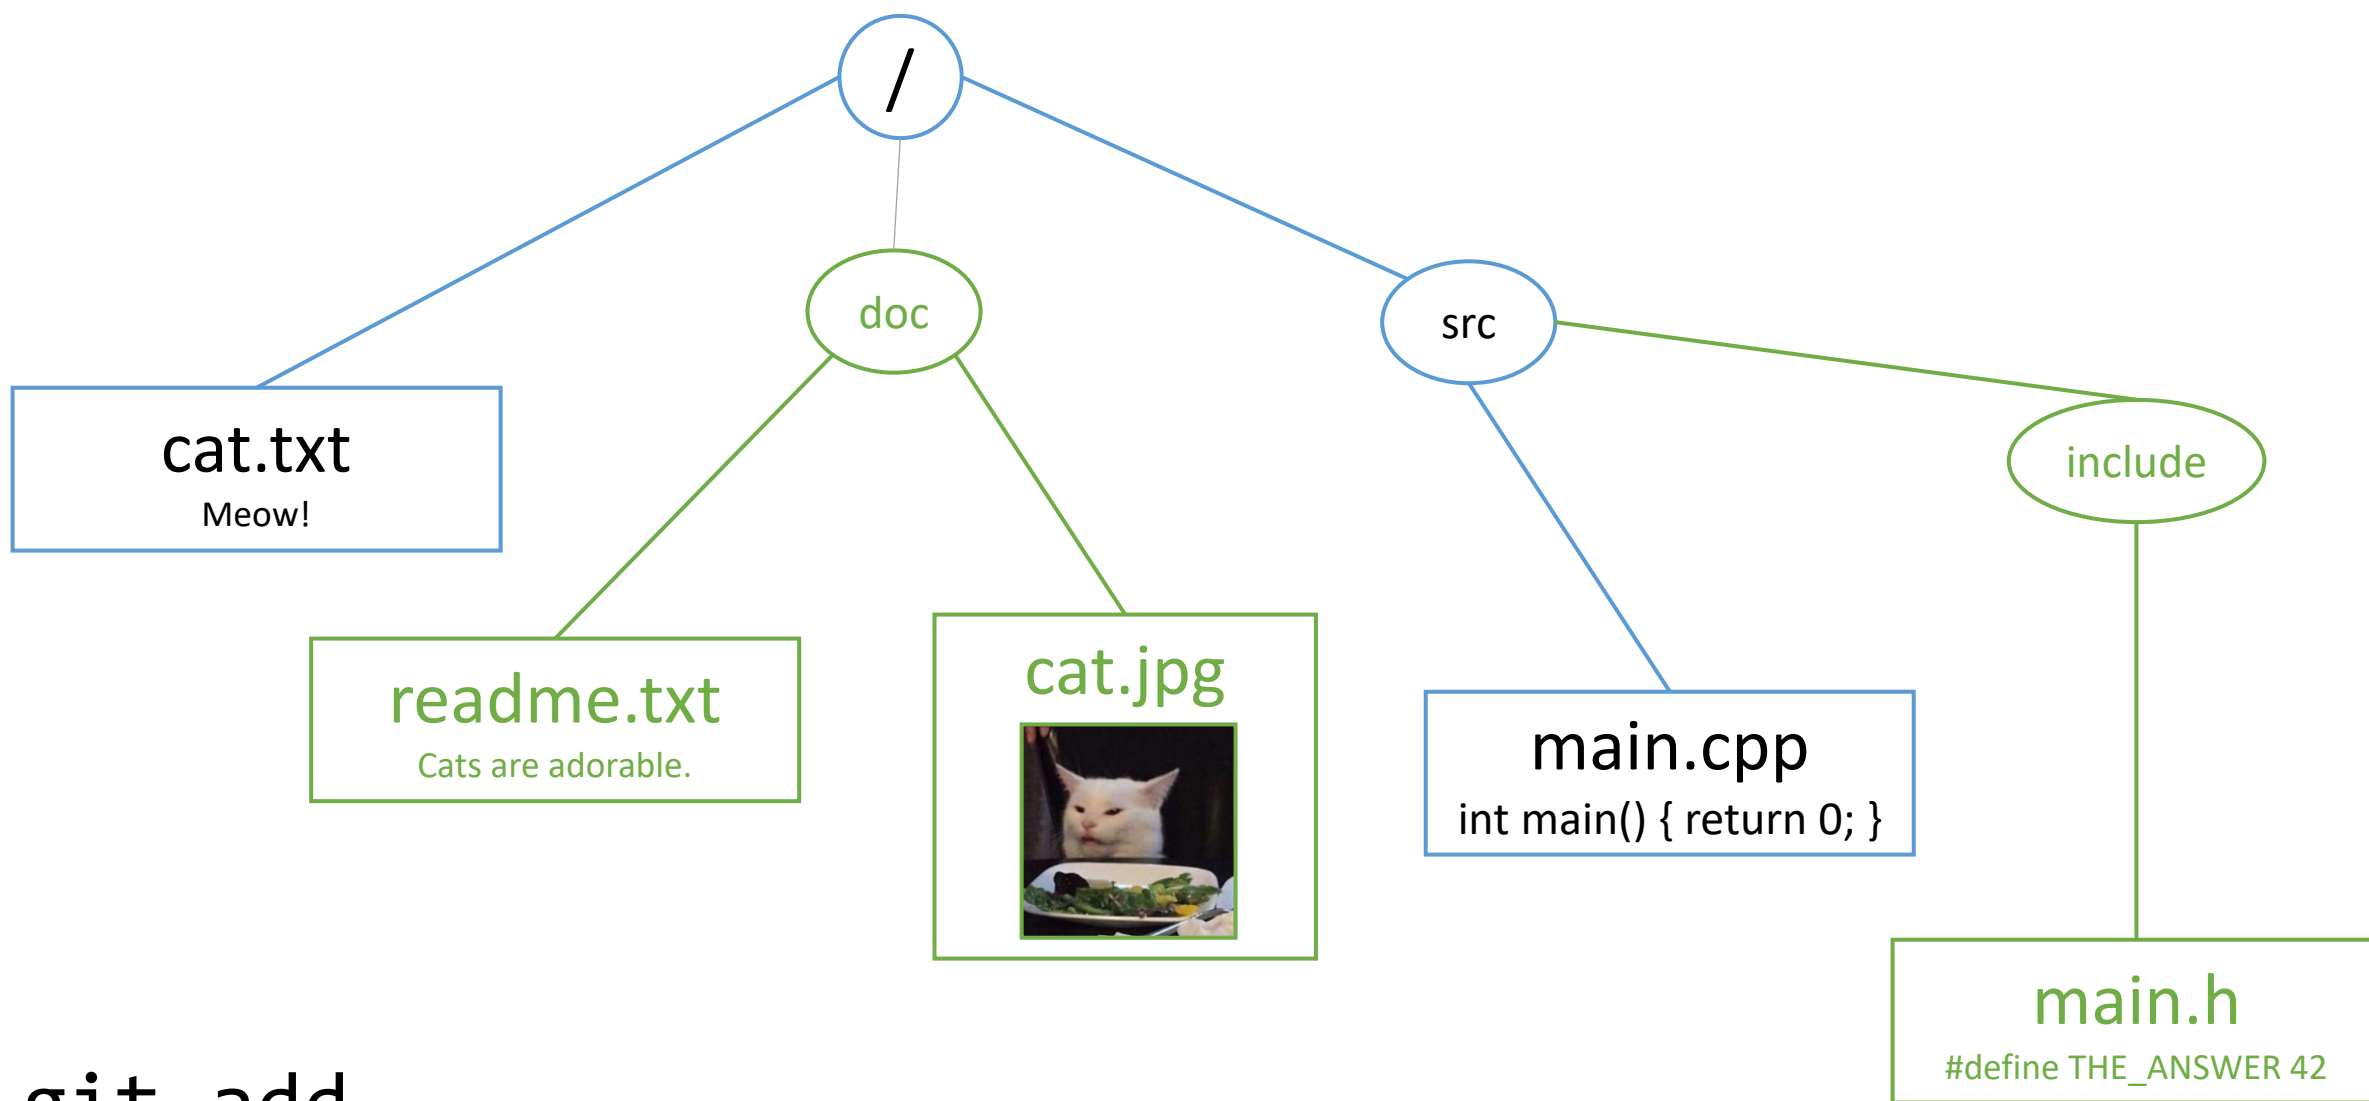 /
doc
src
include
cat.txt
Meow!
readme.txt
Cats are adorable.
cat.jpg
main.cpp
int main() { return 0; }
main.h
#define THE_ANSWER 42
git add